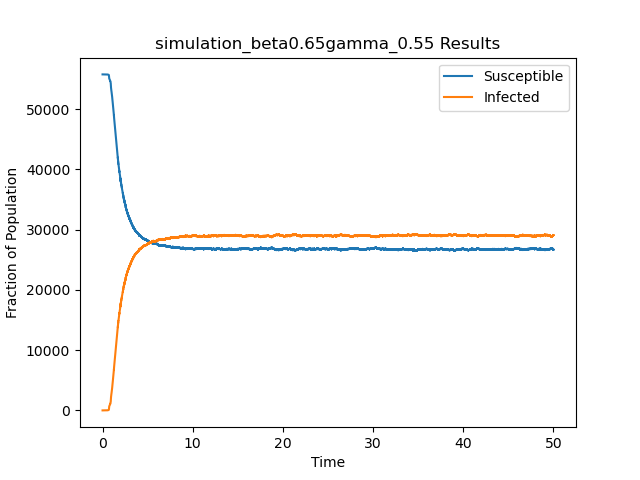 simulation_beta0.65gamma_0.55 Results
Susceptible
Infected
Fraction of Population
50000
40000
30000
20000
10000
0
0 10 20 30 40 50
Time